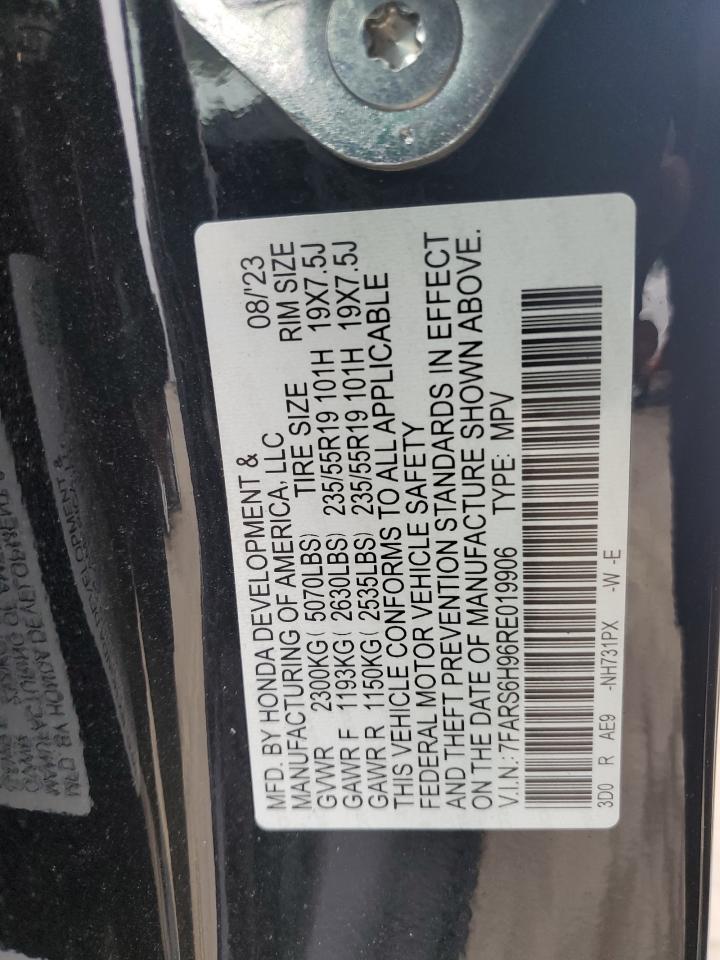 MFD. BY HONDA DEVELOPMENT & 08/'23
MANUFACTURING OF AMERICA, LLC TIRE SIZE RIM SIZE
GVWR 2300KG( 5070LBS)
GAWR F 1193KG( 2630LBS) 235/55R19 101H 19X7.5J
GAWR R 1150KG( 2535LBS) 235/55R19 101H 19X7.5J
THIS VEHICLE CONFORMS TO ALL APPLICABLE
FEDERAL MOTOR VEHICLE SAFETY
AND THEFT PREVENTION STANDARDS IN EFFECT
ON THE DATE OF MANUFACTURE SHOWN ABOVE.
V.I.N.: 7FARS6H96RE019906 TYPE: MPV
3D0 R AE9 -NH731PX -W -E